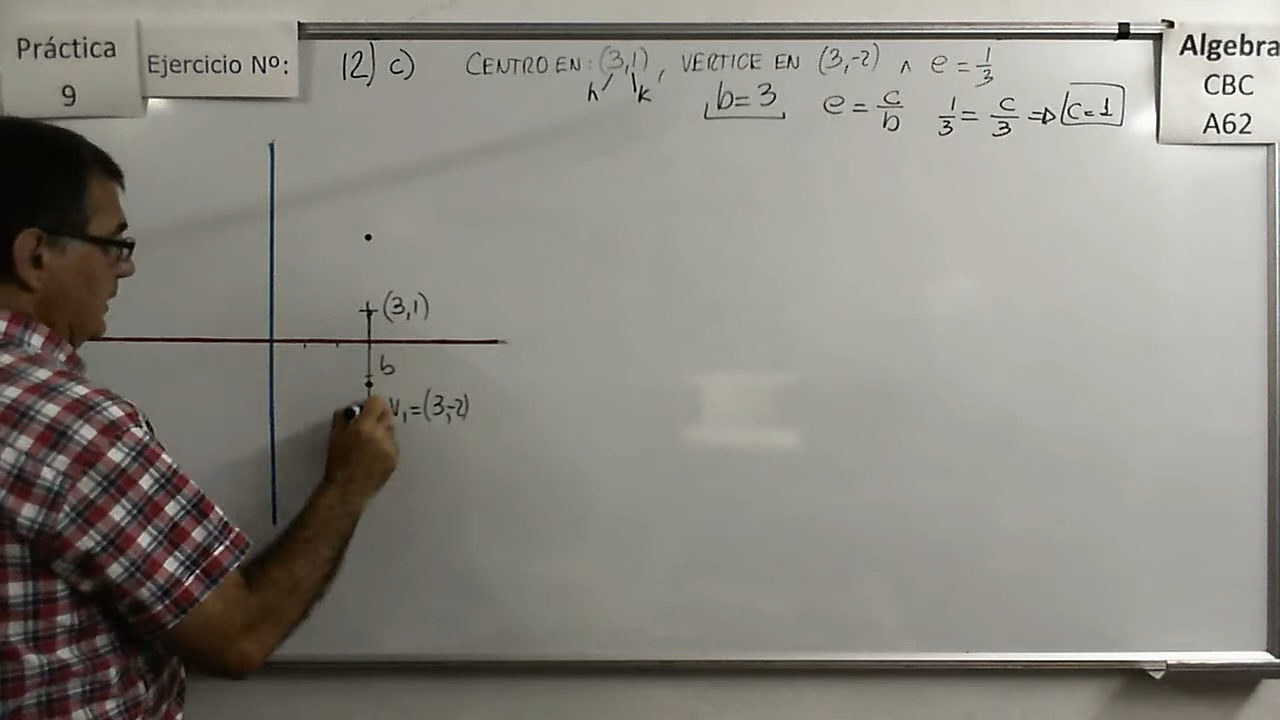 Práctica
9
Ejercicio Nº:
12) c) CENTRO EN: (3,1), VERTICE EN (3,-2) ∧ e = 1/3
h k b = 3 e = c/b 1/3 = c/3 ⇒ c = 1
Algebra
CBC
A62
(3,1)
b
V₁=(3,-2)